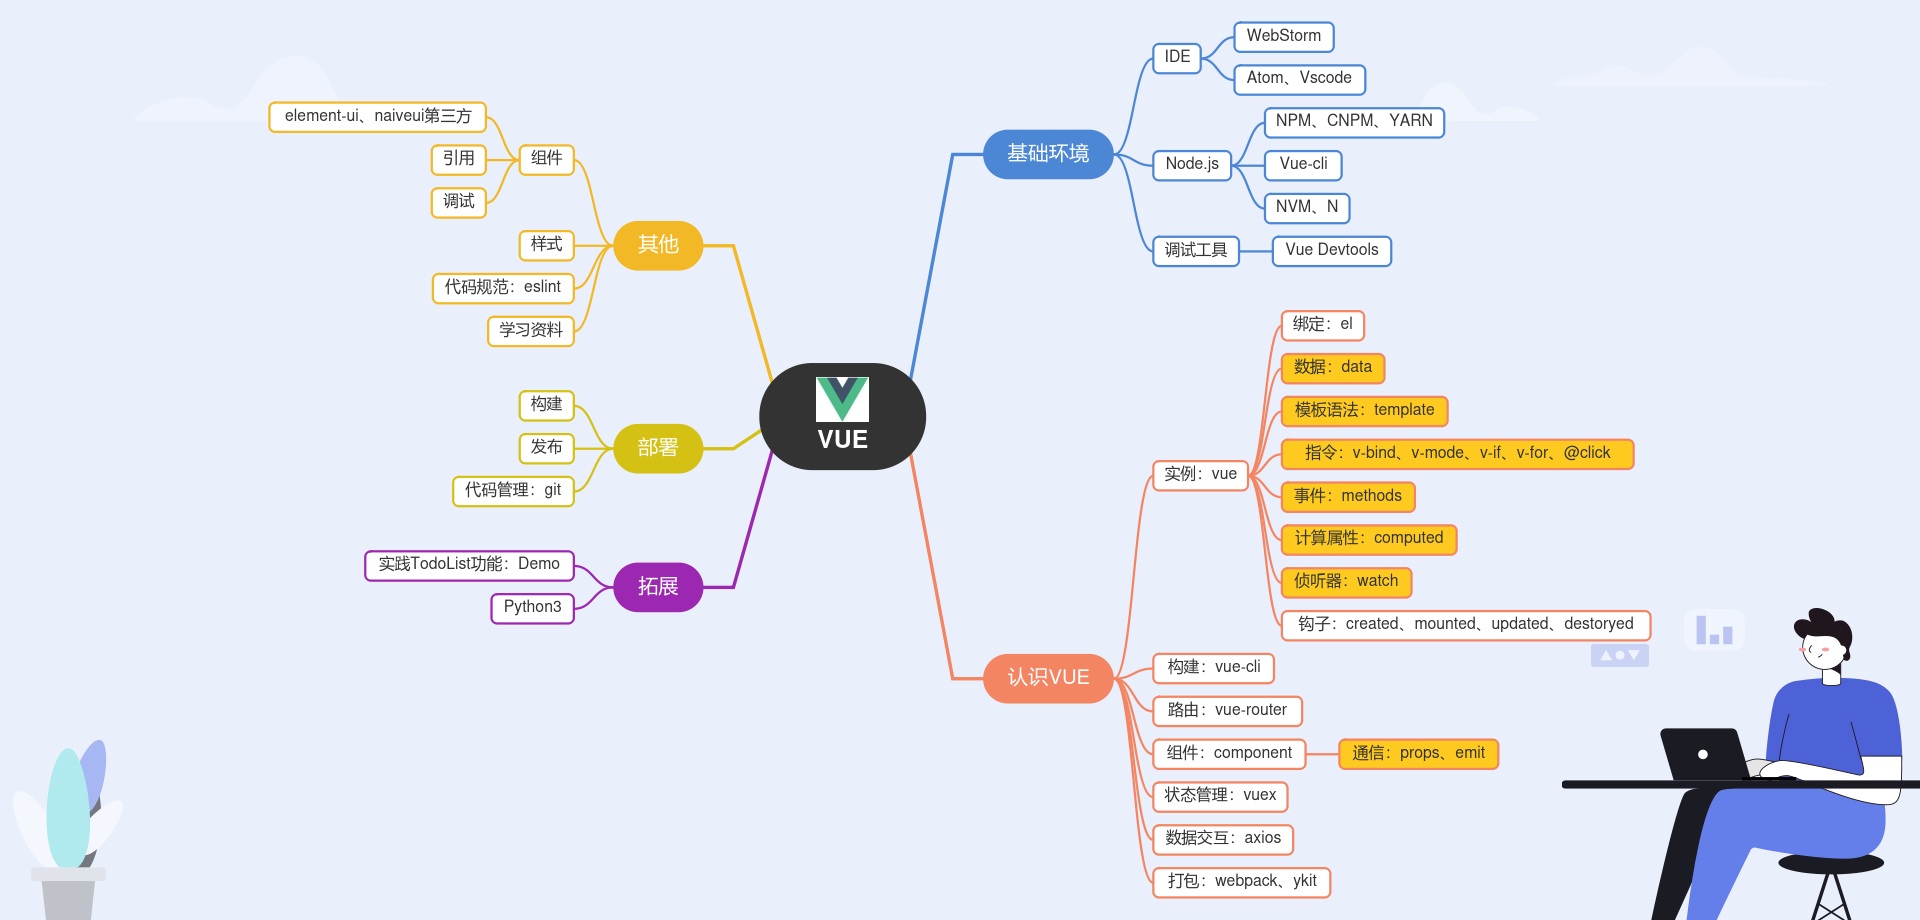 VUE
基础环境
IDE
WebStorm
Atom、Vscode
Node.js
NPM、CNPM、YARN
Vue-cli
NVM、N
调试工具
Vue Devtools
认识VUE
实例：vue
绑定：el
数据：data
模板语法：template
指令：v-bind、v-mode、v-if、v-for、@click
事件：methods
计算属性：computed
侦听器：watch
钩子：created、mounted、updated、destoryed
构建：vue-cli
路由：vue-router
组件：component
通信：props、emit
状态管理：vuex
数据交互：axios
打包：webpack、ykit
其他
组件
element-ui、naiveui第三方
引用
调试
样式
代码规范：eslint
学习资料
部署
构建
发布
代码管理：git
拓展
实践TodoList功能：Demo
Python3